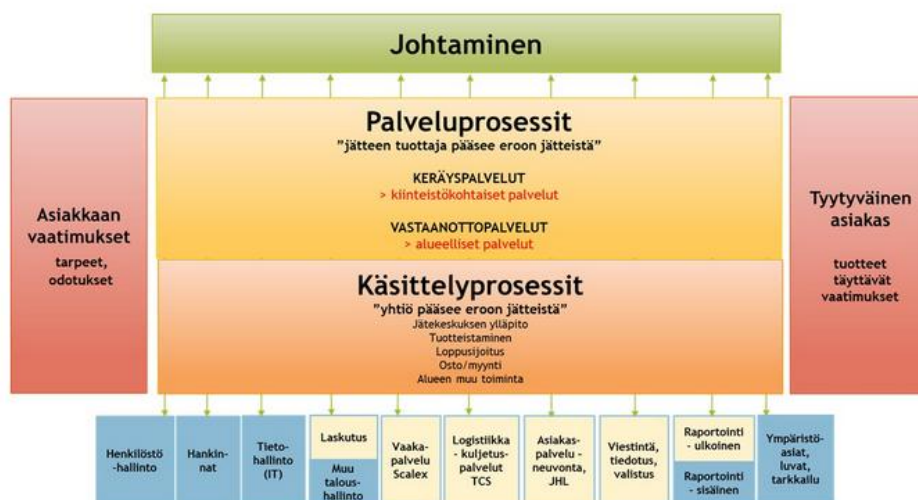 Johtaminen
Asiakkaan
vaatimukset
tarpeet,
odotukset
Palveluprosessit
”jätteen tuottaja pääsee eroon jätteistä”
KERÄYSPALVELUT
> kiinteistökohtaiset palvelut
VASTAANOTTOPALVELUT
> alueelliset palvelut
Käsittelyprosessit
”yhtiö pääsee eroon jätteistä”
Jätekeskuksen ylläpito
Tuotteistaminen
Loppusijoitus
Osto/myynti
Alueen muu toiminta
Tyytyväinen
asiakas
tuotteet
täyttävät
vaatimukset
Henkilöstö
-hallinto
Hankin-
nat
Tieto-
hallinto
(IT)
Laskutus
Muu
talous-
hallinto
Vaaka-
palvelu
Scalex
Logistiikka
- kuljetus-
palvelut
TCS
Asiakas-
palvelu -
neuvonta,
JHL
Viestintä,
tiedotus,
valistus
Raportointi
- ulkoinen
Raportointi
- sisäinen
Ympäristö-
asiat,
luvat,
tarkkailu